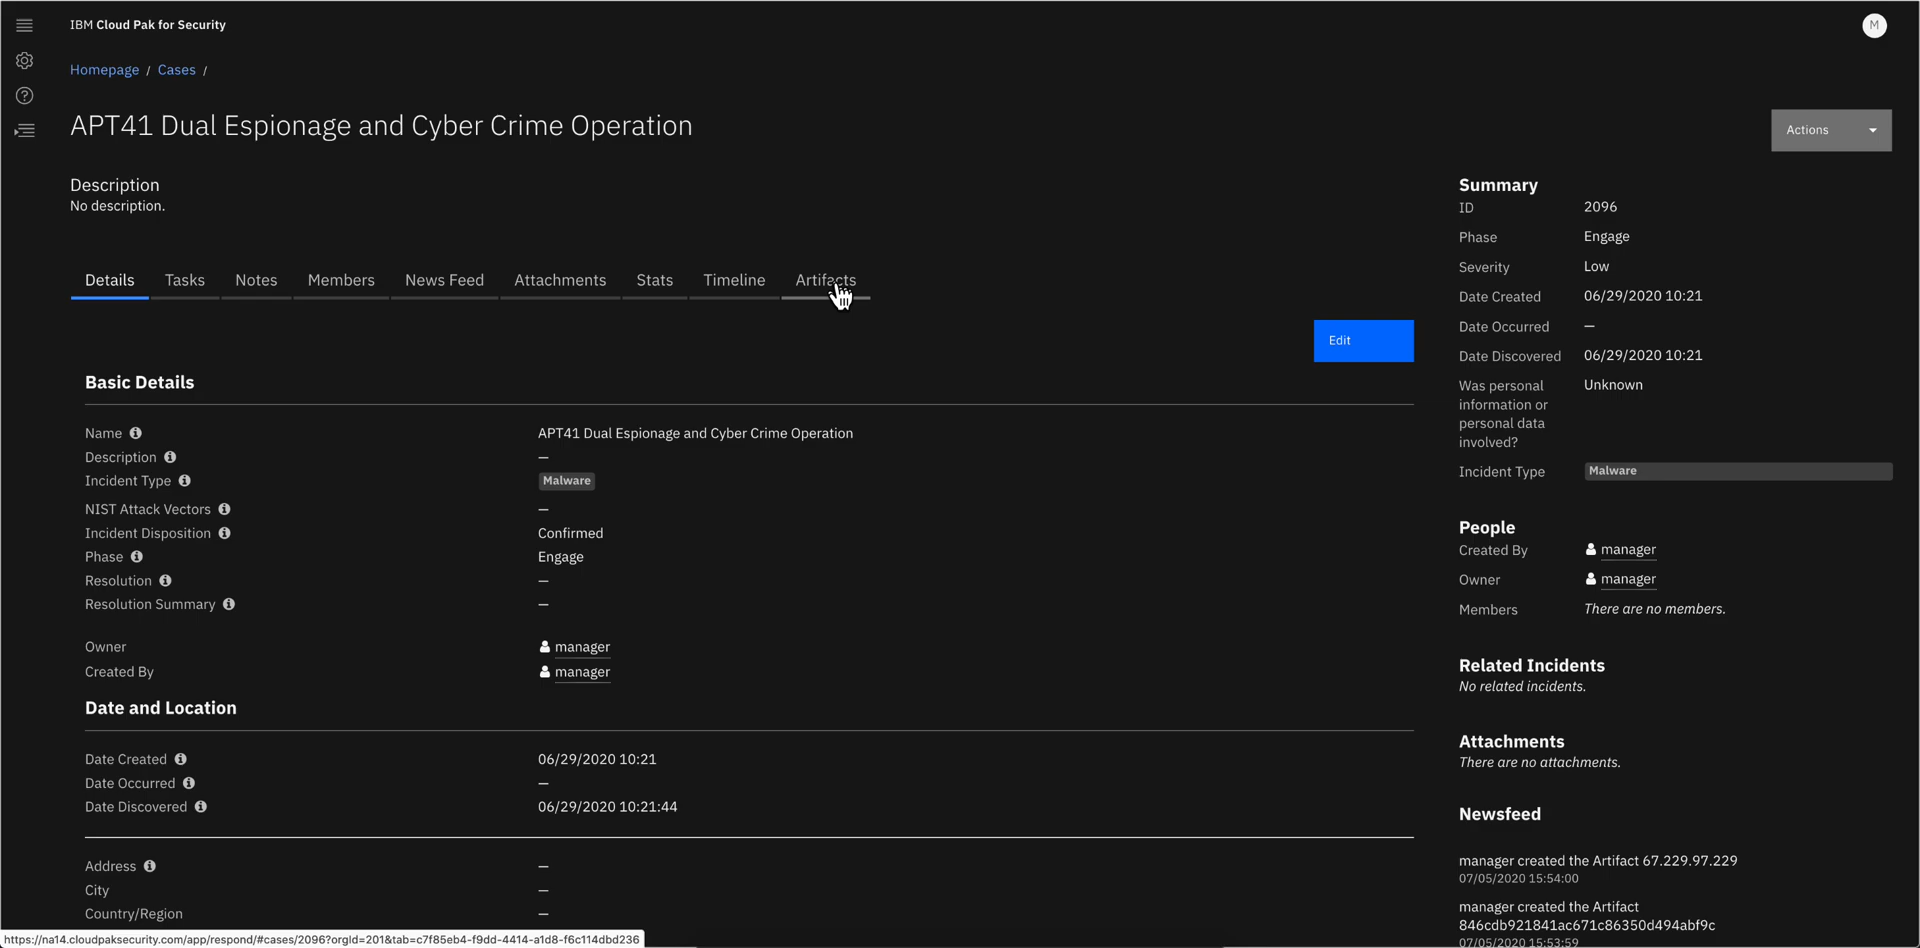 IBM Cloud Pak for Security
M
Homepage / Cases /
APT41 Dual Espionage and Cyber Crime Operation
Actions
Description
No description.
Details
Tasks
Notes
Members
News Feed
Attachments
Stats
Timeline
Artifacts
Edit
Basic Details
Name APT41 Dual Espionage and Cyber Crime Operation
Description —
Incident Type Malware
NIST Attack Vectors —
Incident Disposition Confirmed
Phase Engage
Resolution —
Resolution Summary —
Owner manager
Created By manager
Date and Location
Date Created 06/29/2020 10:21
Date Occurred —
Date Discovered 06/29/2020 10:21:44
Address —
City —
Country/Region —
Summary
ID 2096
Phase Engage
Severity Low
Date Created 06/29/2020 10:21
Date Occurred —
Date Discovered 06/29/2020 10:21
Was personal Unknown
information or
personal data
involved?
Incident Type Malware
People
Created By manager
Owner manager
Members There are no members.
Related Incidents
No related incidents.
Attachments
There are no attachments.
Newsfeed
manager created the Artifact 67.229.97.229
07/05/2020 15:54:00
manager created the Artifact
846cdb921841ac671c86350d494abf9c
07/05/2020 15:53:59
https://na14.cloudpaksecurity.com/app/respond/#cases/2096?orgId=201&tab=c7f85eb4-f9dd-4414-a1d8-f6c114dbd236